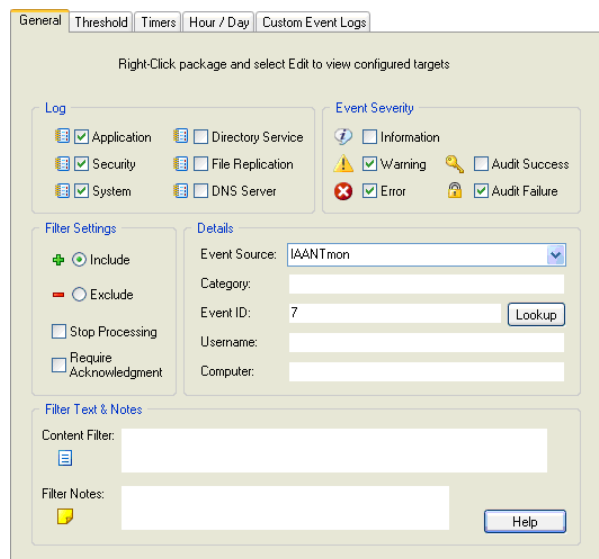 General Threshold Timers Hour / Day Custom Event Logs
Right-Click package and select Edit to view configured targets
Log
Application Directory Service
Security File Replication
System DNS Server
Event Severity
Information
Warning Audit Success
Error Audit Failure
Filter Settings
Include
Exclude
Stop Processing
Require
Acknowledgment
Details
Event Source: IAANTmon
Category:
Event ID: 7 Lookup
Username:
Computer:
Filter Text & Notes
Content Filter:
Filter Notes:
Help